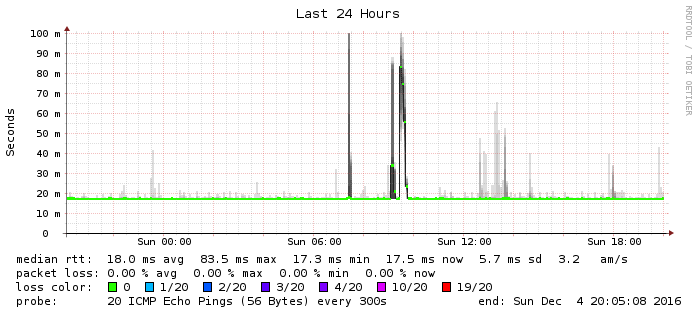 Last 24 Hours
RRDTOOL / TOBI OETIKER
Seconds
100 m
90 m
80 m
70 m
60 m
50 m
40 m
30 m
20 m
10 m
0
Sun 00:00 Sun 06:00 Sun 12:00 Sun 18:00
median rtt: 18.0 ms avg 83.5 ms max 17.3 ms min 17.5 ms now 5.7 ms sd 3.2 am/s
packet loss: 0.00 % avg 0.00 % max 0.00 % min 0.00 % now
loss color: 0 1/20 2/20 3/20 4/20 10/20 19/20
probe: 20 ICMP Echo Pings (56 Bytes) every 300s end: Sun Dec 4 20:05:08 2016